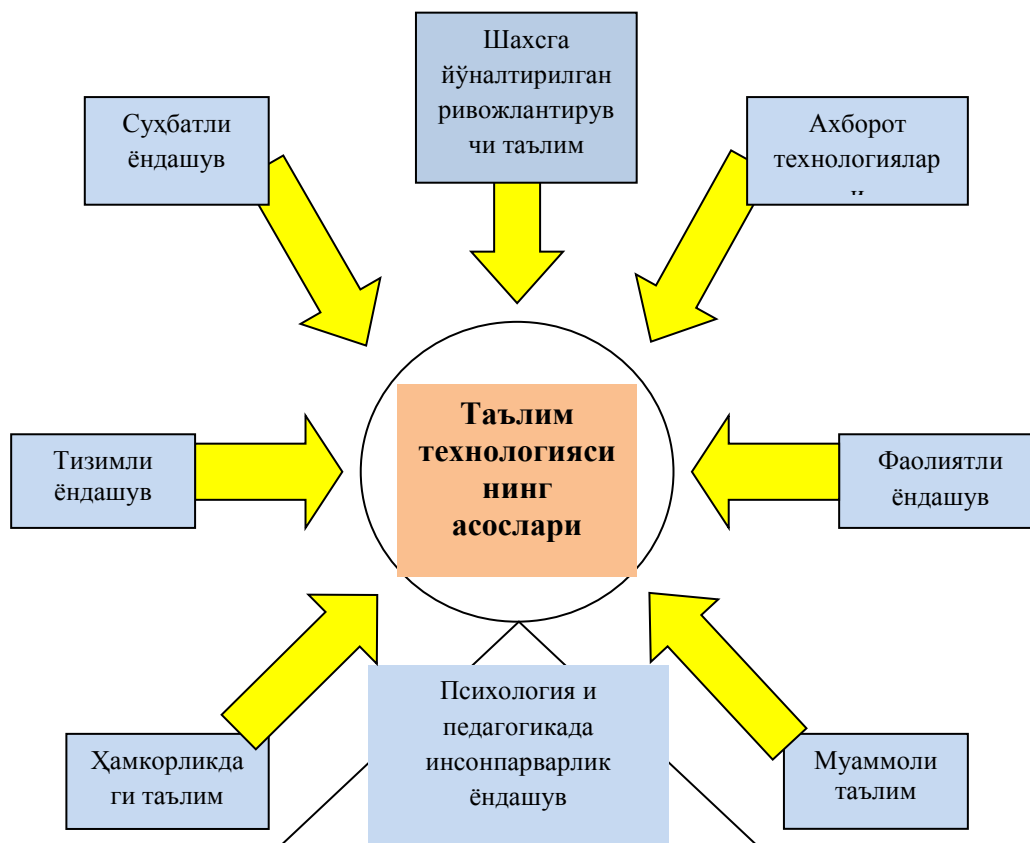 Шахсга
йўналтирилган
ривожлантирув
чи таълим
Суҳбатли
ёндашув
Ахборот
технологиялар
и
Таълим
технологияси
нинг
асослари
Тизимли
ёндашув
Фаолиятли
ёндашув
Психология и
педагогикада
инсонпарварлик
ёндашув
Ҳамкорликда
ги таълим
Муаммоли
таълим